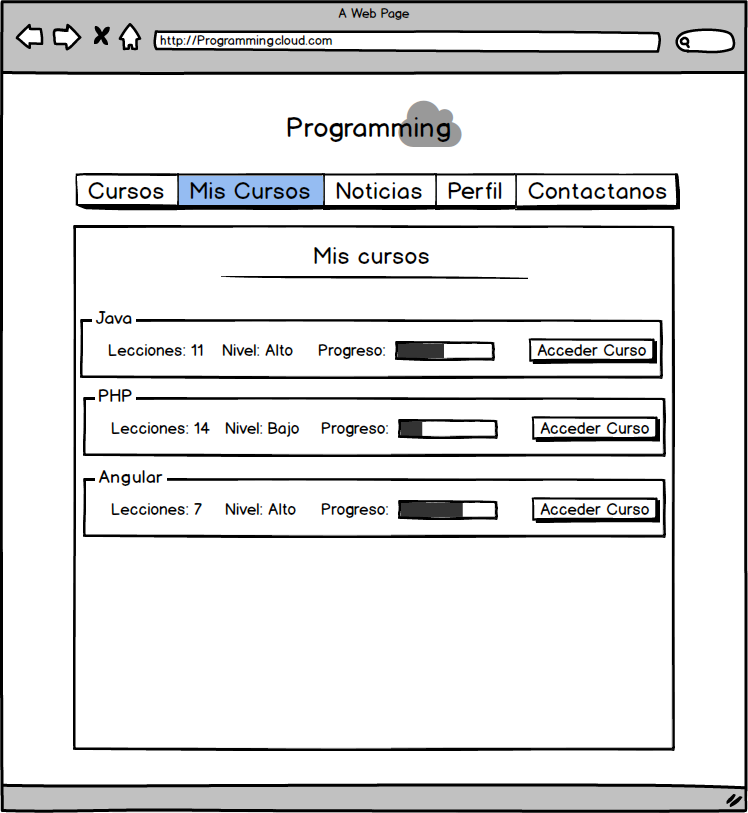 A Web Page
http://Programmingcloud.com
Programming
Cursos Mis Cursos Noticias Perfil Contactanos
Mis cursos
Java
Lecciones: 11 Nivel: Alto Progreso: Acceder Curso
PHP
Lecciones: 14 Nivel: Bajo Progreso: Acceder Curso
Angular
Lecciones: 7 Nivel: Alto Progreso: Acceder Curso